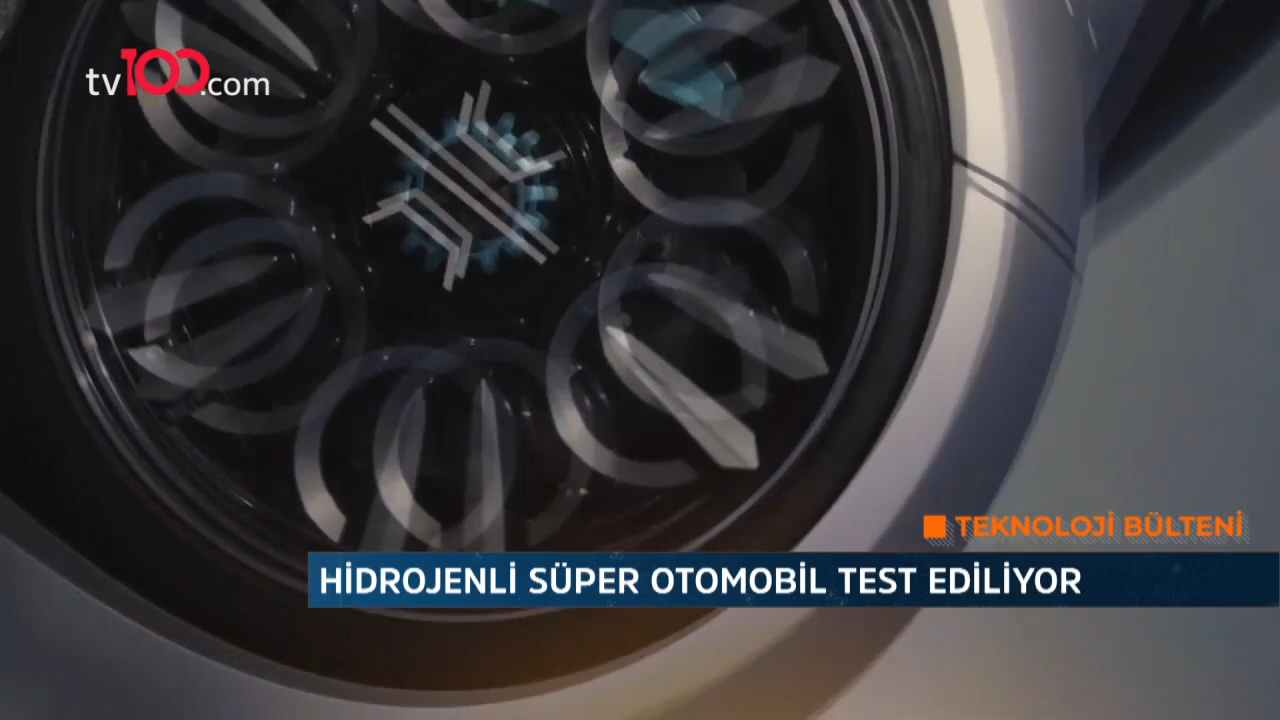 tv100.com
TEKNOLOJİ BÜLTENİ
HİDROJENLİ SÜPER OTOMOBİL TEST EDİLİYOR